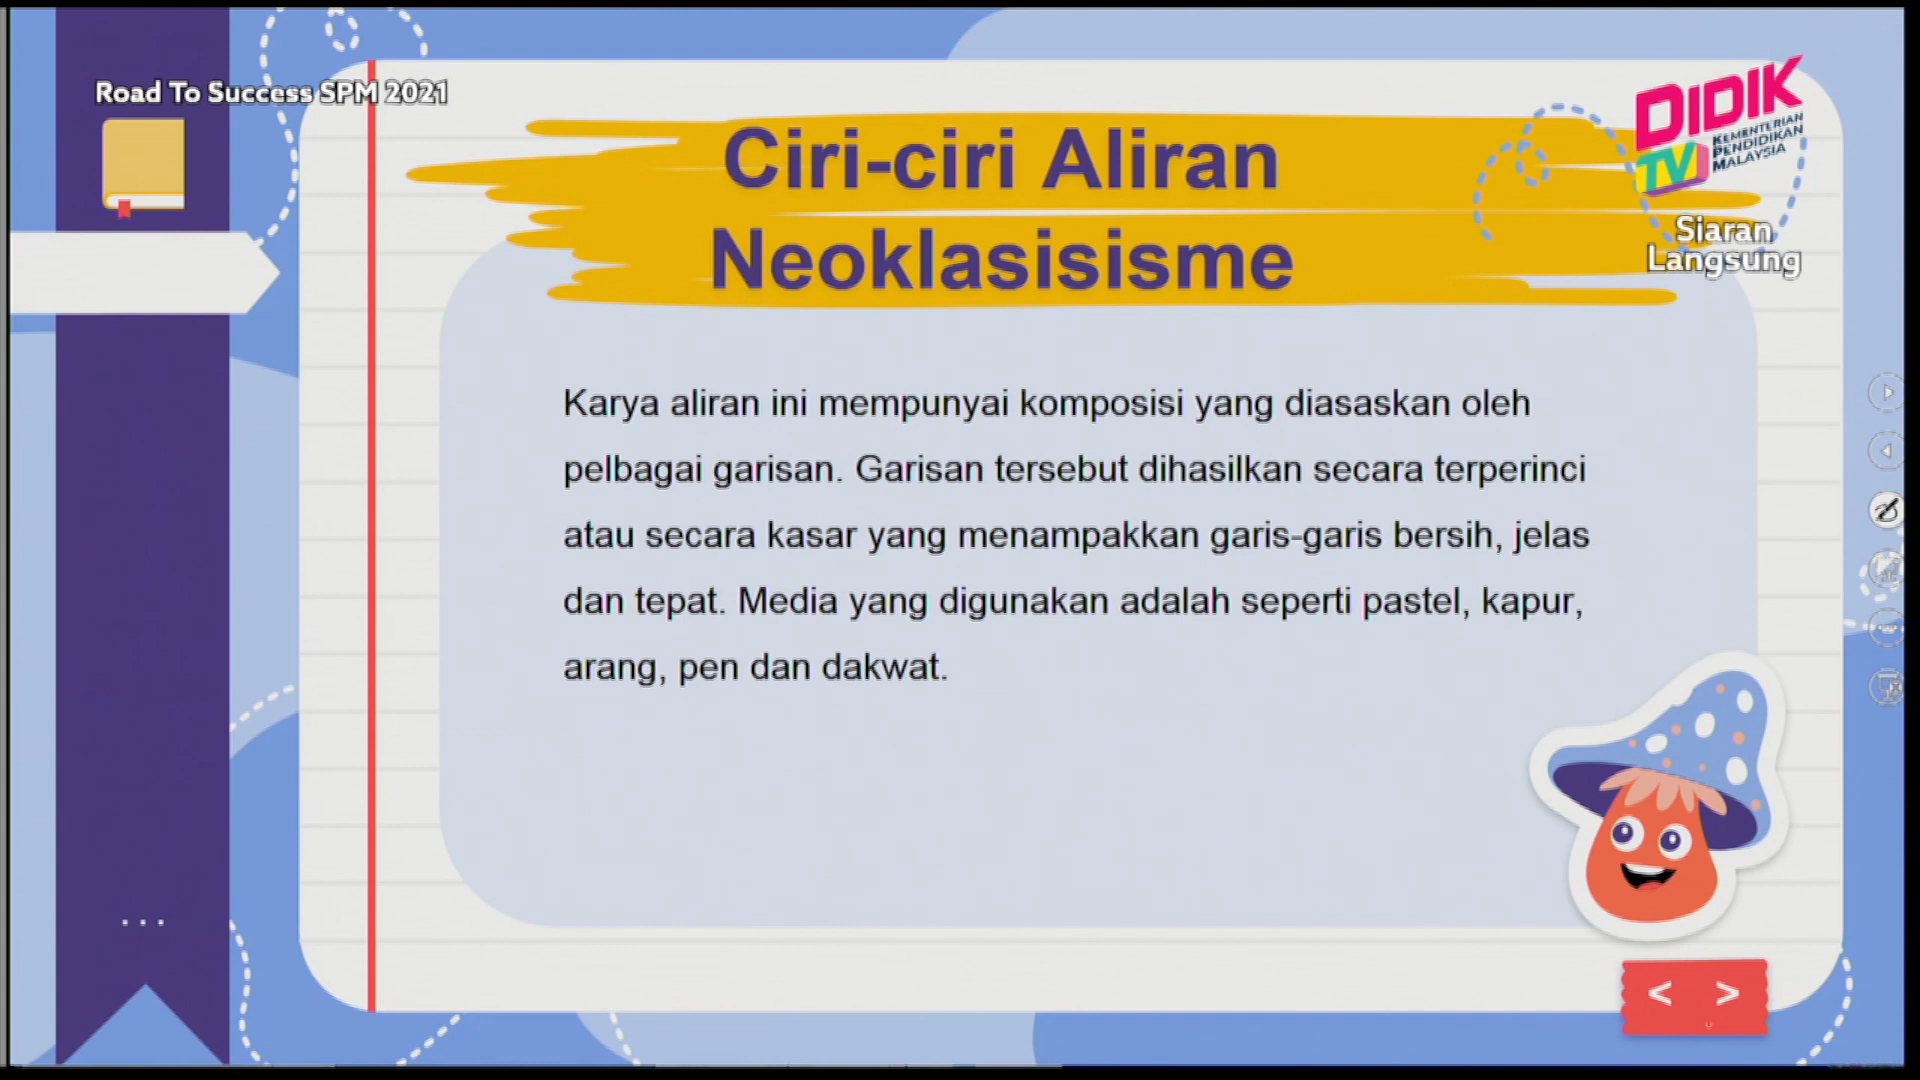 Road To Success SPM 2021
DIDIK
TV
KEMENTERIAN
PENDIDIKAN
MALAYSIA
Siaran
Langsung
Ciri-ciri Aliran
Neoklasisisme
Karya aliran ini mempunyai komposisi yang diasaskan oleh
pelbagai garisan. Garisan tersebut dihasilkan secara terperinci
atau secara kasar yang menampakkan garis-garis bersih, jelas
dan tepat. Media yang digunakan adalah seperti pastel, kapur,
arang, pen dan dakwat.
...
< >